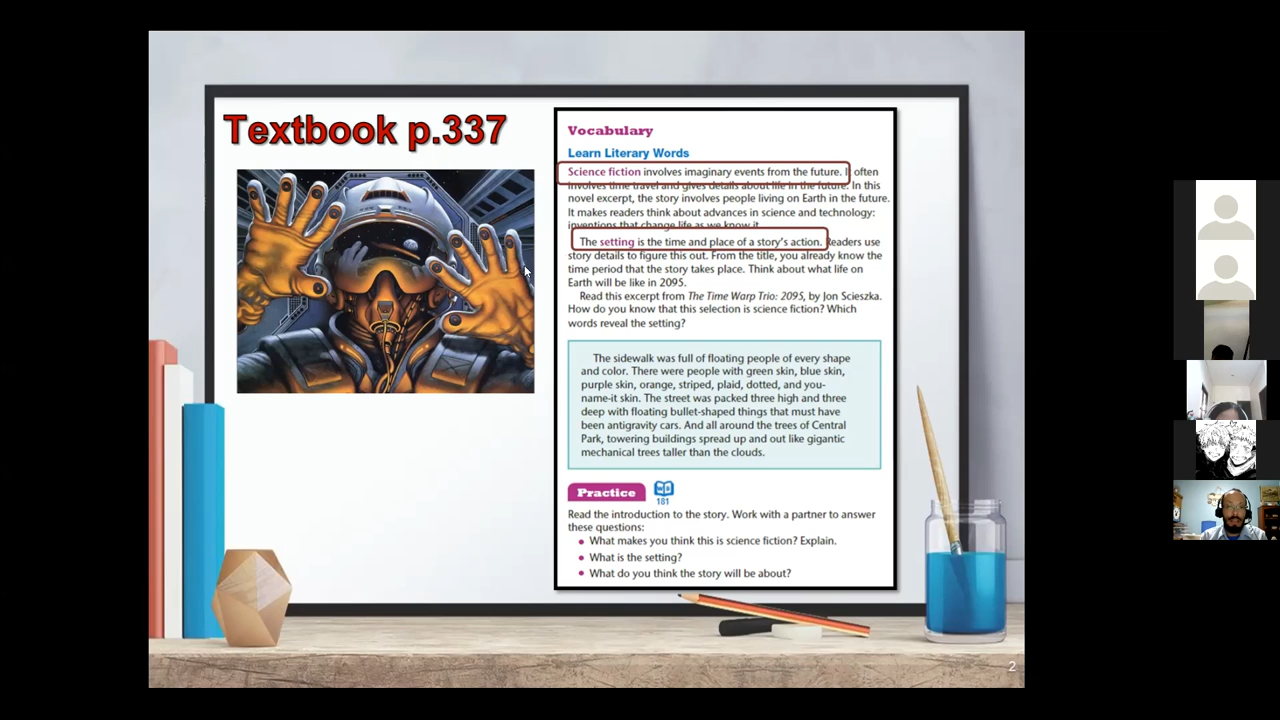 Textbook p.337
Vocabulary
Learn Literary Words
Science fiction involves imaginary events from the future. It often
involves time travel and gives details about life in the future. In this
novel excerpt, the story involves people living on Earth in the future.
It makes readers think about advances in science and technology:
inventions that change life as we know it.
The setting is the time and place of a story's action. Readers use
story details to figure this out. From the title, you already know the
time period that the story takes place. Think about what life on
Earth will be like in 2095.
Read this excerpt from The Time Warp Trio: 2095, by Jon Scieszka.
How do you know that this selection is science fiction? Which
words reveal the setting?
The sidewalk was full of floating people of every shape
and color. There were people with green skin, blue skin,
purple skin, orange, striped, plaid, dotted, and you-
name-it skin. The street was packed three high and three
deep with floating bullet-shaped things that must have
been antigravity cars. And all around the trees of Central
Park, towering buildings spread up and out like gigantic
mechanical trees taller than the clouds.
Practice
WB
181
Read the introduction to the story. Work with a partner to answer
these questions:
• What makes you think this is science fiction? Explain.
• What is the setting?
• What do you think the story will be about?
2